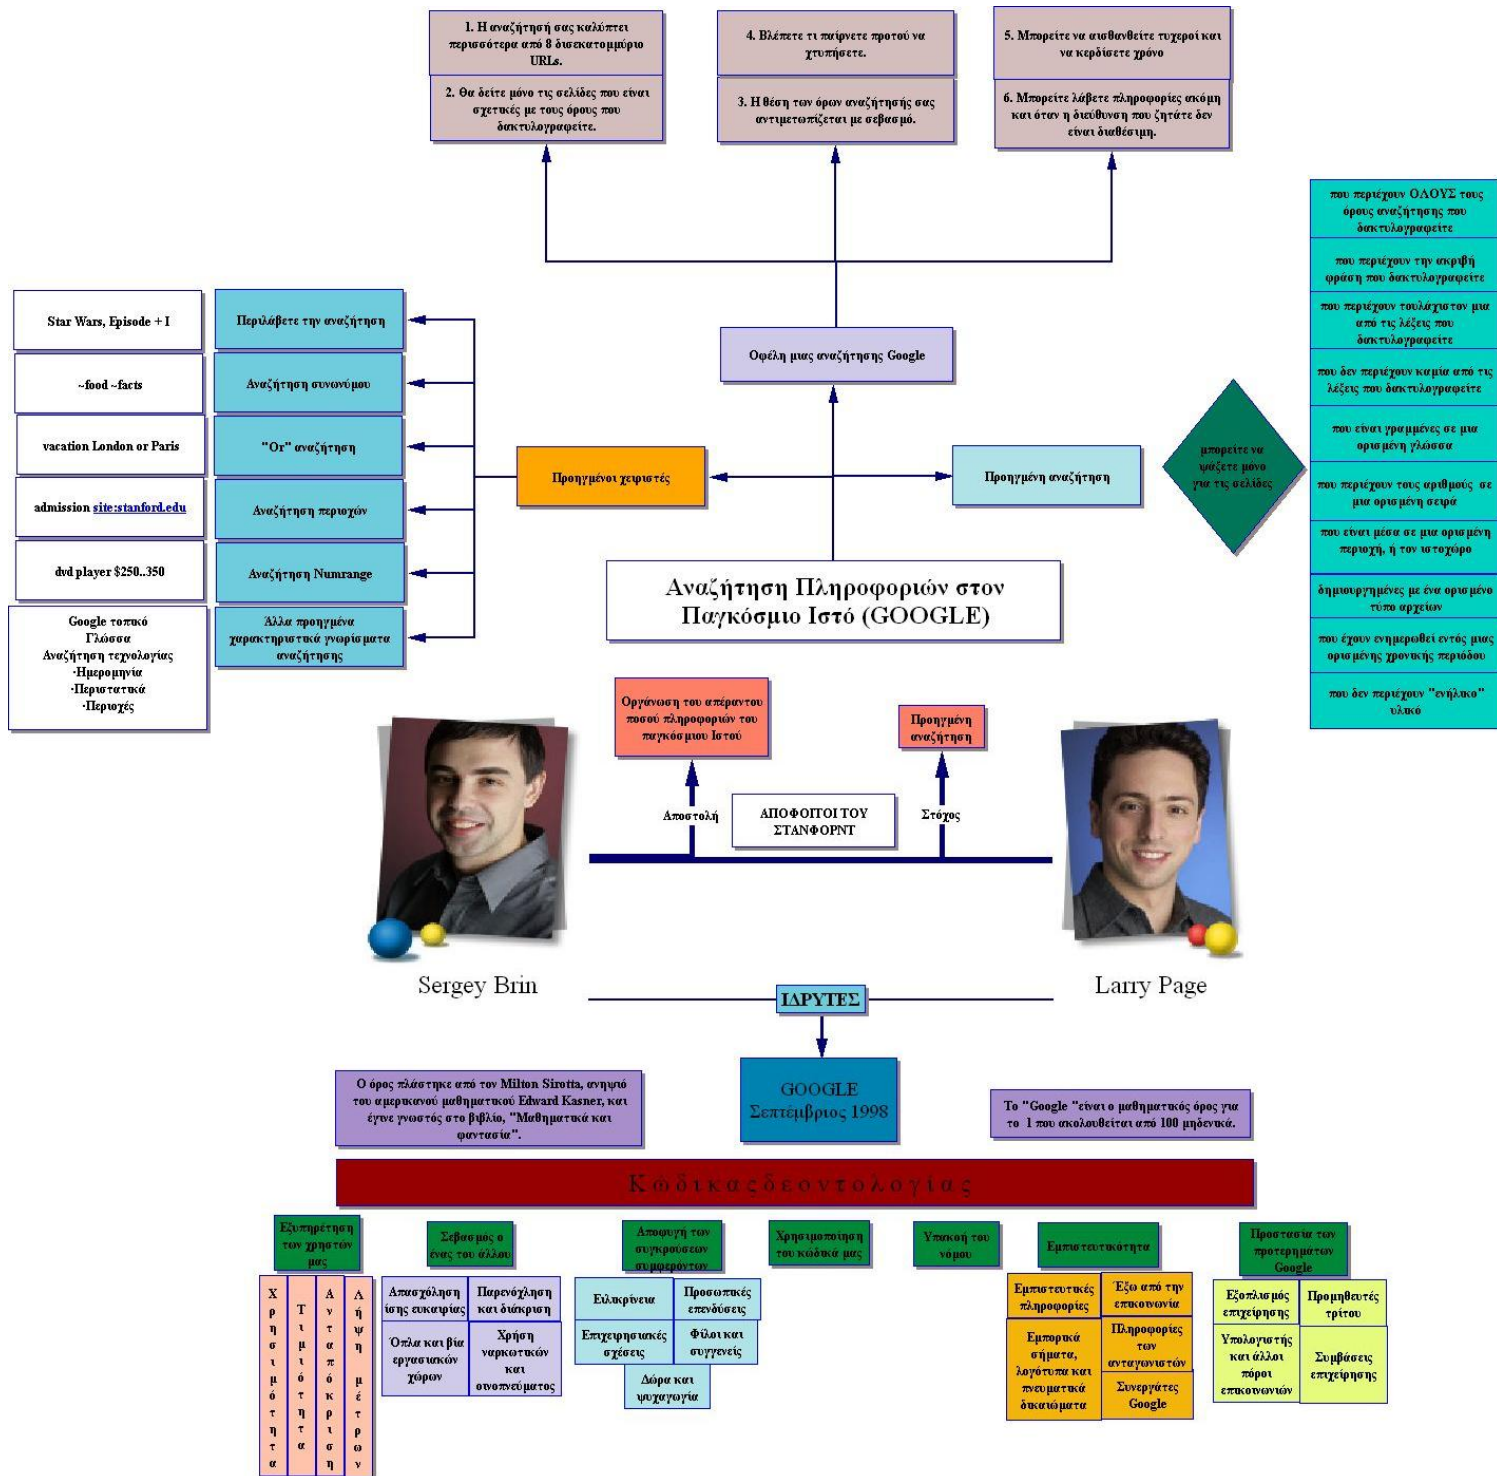 1. Η αναζήτησή σας καλύπτει
περισσότερα από 8 δισεκατομμύριο
URLs.
2. Θα δείτε μόνο τις σελίδες που είναι
σχετικές με τους όρους που
δακτυλογραφείτε.
4. Βλέπετε τι παίρνετε προτού να
χτυπήσετε.
3. Η θέση των όρων αναζήτησής σας
αντιμετωπίζεται με σεβασμό.
5. Μπορείτε να αισθανθείτε τυχεροί και
να κερδίσετε χρόνο
6. Μπορείτε λάβετε πληροφορίες ακόμη
και όταν η διεύθυνση που ζητάτε δεν
είναι διαθέσιμη.
Οφέλη μιας αναζήτησης Google
Star Wars, Episode + I
Περιλάβετε την αναζήτηση
~food ~facts
Αναζήτηση συνωνύμου
vacation London or Paris
"Or" αναζήτηση
admission site:stanford.edu
Αναζήτηση περιοχών
dvd player $250..350
Αναζήτηση Numrange
Google τοπικό
Γλώσσα
Αναζήτηση τεχνολογίας
·Ημερομηνία
·Περιστατικά
·Περιοχές
Άλλα προηγμένα
χαρακτηριστικά γνωρίσματα
αναζήτησης
Προηγμένοι χειριστές
Προηγμένη αναζήτηση
μπορείτε να
ψάξετε μόνο
για τις σελίδες
που περιέχουν ΟΛΟΥΣ τους
όρους αναζήτησης που
δακτυλογραφείτε
που περιέχουν την ακριβή
φράση που δακτυλογραφείτε
που περιέχουν τουλάχιστον μια
από τις λέξεις που
δακτυλογραφείτε
που δεν περιέχουν καμία από τις
λέξεις που δακτυλογραφείτε
που είναι γραμμένες σε μια
ορισμένη γλώσσα
που περιέχουν τους αριθμούς σε
μια ορισμένη σειρά
που είναι μέσα σε μια ορισμένη
περιοχή, ή τον ιστοχώρο
δημιουργημένες με ένα ορισμένο
τύπο αρχείων
που έχουν ενημερωθεί εντός μιας
ορισμένης χρονικής περιόδου
που δεν περιέχουν "ενήλικο"
υλικό
Αναζήτηση Πληροφοριών στον
Παγκόσμιο Ιστό (GOOGLE)
Οργάνωση του απέραντου
ποσού πληροφοριών του
παγκόσμιου Ιστού
Προηγμένη
αναζήτηση
Αποστολή
ΑΠΟΦΟΙΤΟΙ ΤΟΥ
ΣΤΑΝΦΟΡΝΤ
Στόχος
Sergey Brin
Larry Page
ΙΔΡΥΤΕΣ
GOOGLE
Σεπτέμβριος 1998
Ο όρος πλάστηκε από τον Milton Sirotta, ανηψιό
του αμερικανού μαθηματικού Edward Kasner, και
έγινε γνωστός στο βιβλίο, "Μαθηματικά και
φαντασία".
Το "Google "είναι ο μαθηματικός όρος για
το 1 που ακολουθείται από 100 μηδενικά.
Κ ώ δ ι κ α ς δ ε ο ν τ ο λ ο γ ί α ς
Εξυπηρέτηση
των χρηστών
μας
Χρησιμότητα
Τιμιότητα
Ανταπόκριση
Λήψη μέτρων
Σεβασμός ο
ένας του άλλου
Απασχόληση
ίσης ευκαιρίας
Παρενόχληση
και διάκριση
Όπλα και βία
εργασιακών
χώρων
Χρήση
ναρκωτικών
και
οινοπνεύματος
Αποφυγή των
συγκρούσεων
συμφερόντων
Ειλικρίνεια
Προσωπικές
επενδύσεις
Επιχειρησιακές
σχέσεις
Φίλοι και
συγγενείς
Δώρα και
ψυχαγωγία
Χρησιμοποίηση
του κώδικά μας
Υπακοή του
νόμου
Εμπιστευτικότητα
Εμπιστευτικές
πληροφορίες
Έξω από την
επικοινωνία
Εμπορικά
σήματα,
λογότυπα και
πνευματικά
δικαιώματα
Πληροφορίες
των
ανταγωνιστών
Συνεργάτες
Google
Προστασία των
προτερημάτων
Google
Εξοπλισμός
επιχείρησης
Προμηθευτές
τρίτου
Υπολογιστής
και άλλοι
πόροι
επικοινωνιών
Συμβάσεις
επιχείρησης